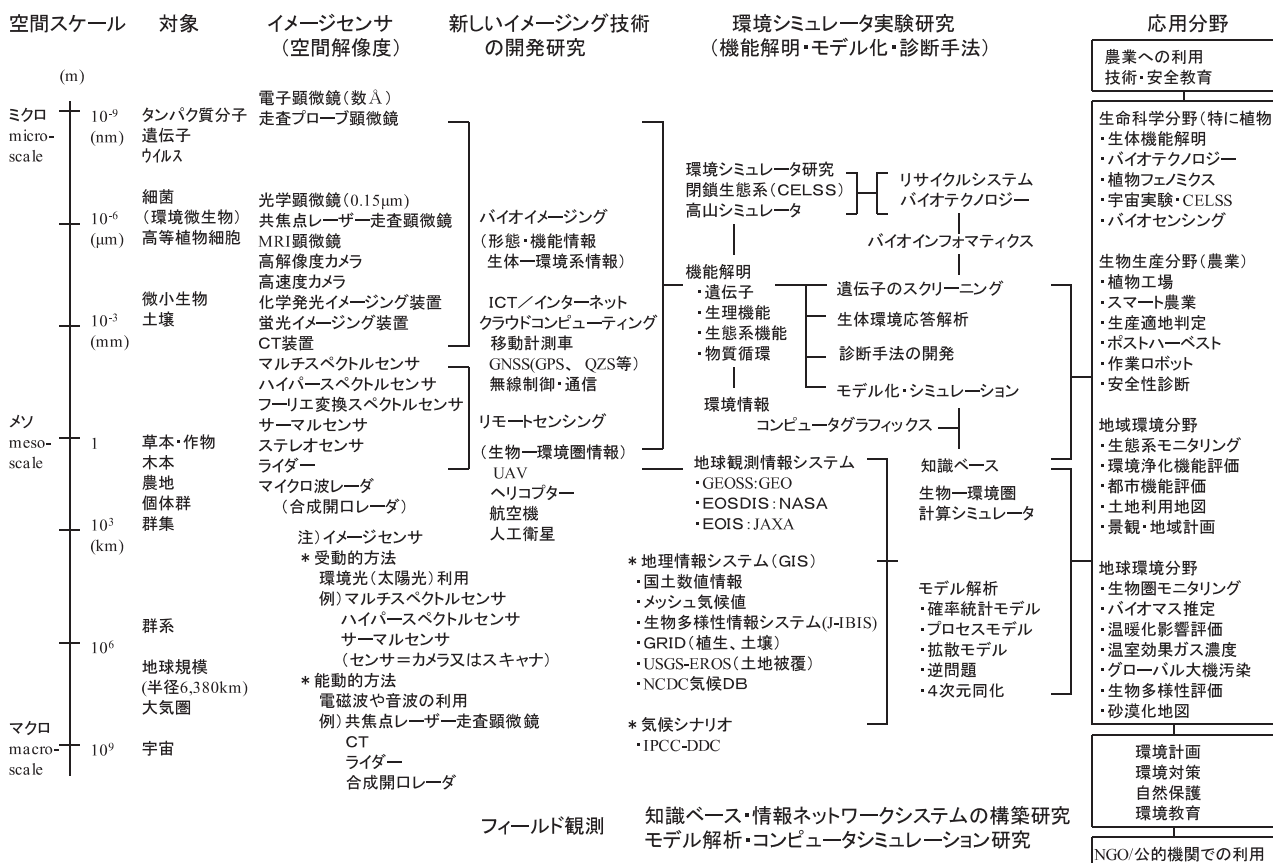 空間スケール
対象
イメージセンサ
(空間解像度)
新しいイメージング技術
の開発研究
環境シミュレータ実験研究
(機能解明・モデル化・診断手法)
応用分野
(m)
ミクロ
micro-
scale
10⁻⁹
(nm)
10⁻⁶
(μm)
10⁻³
(mm)
メソ
meso-
scale
1
10³
(km)
10⁶
マクロ
macro-
scale
10⁹
タンパク質分子
遺伝子
ウイルス
細菌
(環境微生物)
高等植物細胞
微小生物
土壌
草本・作物
木本
農地
個体群
群集
群系
地球規模
(半径6,380km)
大気圏
宇宙
電子顕微鏡(数Å)
走査プローブ顕微鏡
光学顕微鏡(0.15μm)
共焦点レーザー走査顕微鏡
MRI顕微鏡
高解像度カメラ
高速度カメラ
化学発光イメージング装置
蛍光イメージング装置
CT装置
マルチスペクトルセンサ
ハイパースペクトルセンサ
フーリエ変換スペクトルセンサ
サーマルセンサ
ステレオセンサ
ライダー
マイクロ波レーダ
(合成開口レーダ)
注)イメージセンサ
*受動的方法
環境光(太陽光)利用
例)マルチスペクトルセンサ
ハイパースペクトルセンサ
サーマルセンサ
(センサ=カメラ又はスキャナ)
*能動的方法
電磁波や音波の利用
例)共焦点レーザー走査顕微鏡
CT
ライダー
合成開口レーダ
バイオイメージング
(形態・機能情報
生体ー環境系情報)
ICT/インターネット
クラウドコンピューティング
移動計測車
GNSS(GPS、QZS等)
無線制御・通信
リモートセンシング
(生物ー環境圏情報)
UAV
ヘリコプター
航空機
人工衛星
フィールド観測
環境シミュレータ研究
閉鎖生態系(CELSS)
高山シミュレータ
リサイクルシステム
バイオテクノロジー
バイオインフォマティクス
機能解明
・遺伝子
・生理機能
・生態系機能
・物質循環
遺伝子のスクリーニング
生体環境応答解析
診断手法の開発
モデル化・シミュレーション
環境情報
コンピュータグラフィックス
地球観測情報システム
・GEOSS:GEO
・EOSDIS:NASA
・EOIS:JAXA
*地理情報システム(GIS)
・国土数値情報
・メッシュ気候値
・生物多様性情報システム(J-IBIS)
・GRID(植生、土壌)
・USGS-EROS(土地被覆)
・NCDC気候DB
*気候シナリオ
・IPCC-DDC
知識ベース
生物ー環境圏
計算シミュレータ
モデル解析
・確率統計モデル
・プロセスモデル
・拡散モデル
・逆問題
・4次元同化
知識ベース・情報ネットワークシステムの構築研究
モデル解析・コンピュータシミュレーション研究
農業への利用
技術・安全教育
生命科学分野(特に植物
・生体機能解明
・バイオテクノロジー
・植物フェノミクス
・宇宙実験・CELSS
・バイオセンシング
生物生産分野(農業)
・植物工場
・スマート農業
・生産適地判定
・ポストハーベスト
・作業ロボット
・安全性診断
地域環境分野
・生態系モニタリング
・環境浄化機能評価
・都市機能評価
・土地利用地図
・景観・地域計画
地球環境分野
・生物圏モニタリング
・バイオマス推定
・温暖化影響評価
・温室効果ガス濃度
・グローバル大機汚染
・生物多様性評価
・砂漠化地図
環境計画
環境対策
自然保護
環境教育
NGO/公的機関での利用